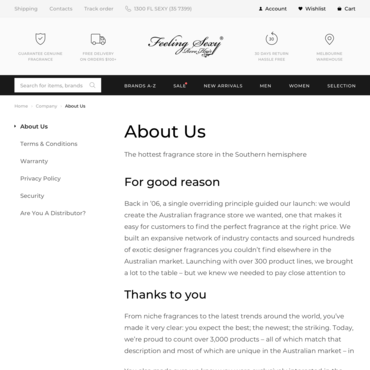 Shipping Contacts Track order 1300 FL SEXY (35 7399) Account Wishlist Cart
Feeling Sexy ®
GUARANTEED GENUINE
FRAGRANCE
FREE DELIVERY
ON ORDERS $149*
30 DAYS RETURN
HASSLE FREE
MELBOURNE
WAREHOUSE
Search for items, brands BRANDS A-Z SALE NEW ARRIVALS MEN WOMEN SELECTION
Home Company About Us
About Us
Terms & Conditions
Warranty
Privacy Policy
Security
Are You A Distributor?
About Us
The hottest fragrance store in the Southern hemisphere
For good reason
Back in '06, a single overriding principle guided our launch: we would
create the Australian fragrance store we wanted, one that makes it
easy for customers to find the perfect fragrance at the right price. We
built an expansive network of industry contacts and sourced hundreds
of exotic designer fragrances you couldn't find elsewhere in the
Australian market. Launching with over 300 product lines, we brought
a lot to the table – but we knew we needed to pay close attention to
Thanks to you
From niche fragrances to the latest trends around the world, you've
made it very clear: you expect the best; the newest; the striking. Today,
we're proud to count over 3,000 products – all of which match that
description and most of which are unique in the Australian market – in